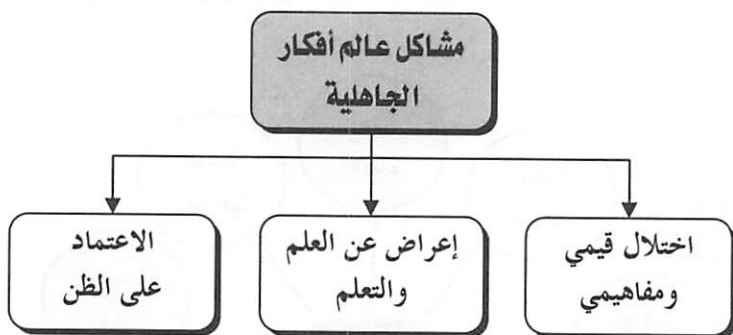 مشاكل عالم أفكار
الجاهلية
اختلال قيمي
ومفاهيمي
إعراض عن العلم
والتعلم
الاعتماد
على الظن